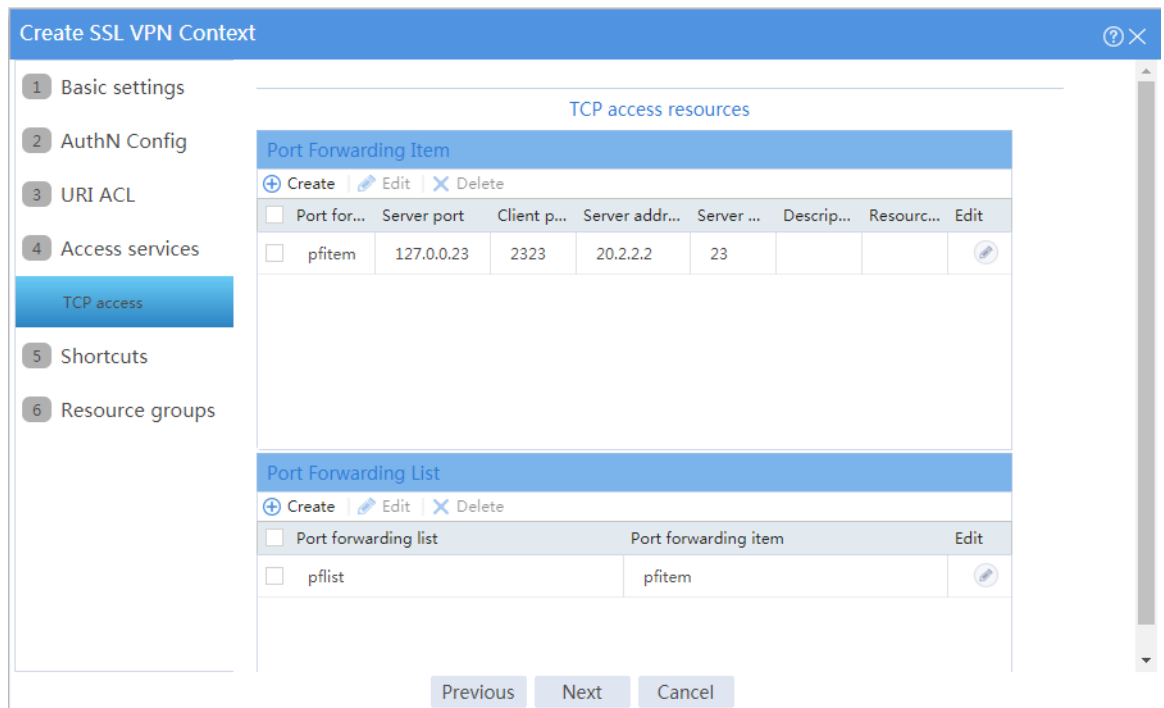 Create SSL VPN Context
1 Basic settings
2 AuthN Config
3 URI ACL
4 Access services
TCP access
5 Shortcuts
6 Resource groups
TCP access resources
Port Forwarding Item
Create Edit Delete
Port for... Server port Client p... Server addr... Server ... Descrip... Resourc... Edit
pfitem 127.0.0.23 2323 20.2.2.2 23
Port Forwarding List
Create Edit Delete
Port forwarding list Port forwarding item Edit
pflist pfitem
Previous Next Cancel